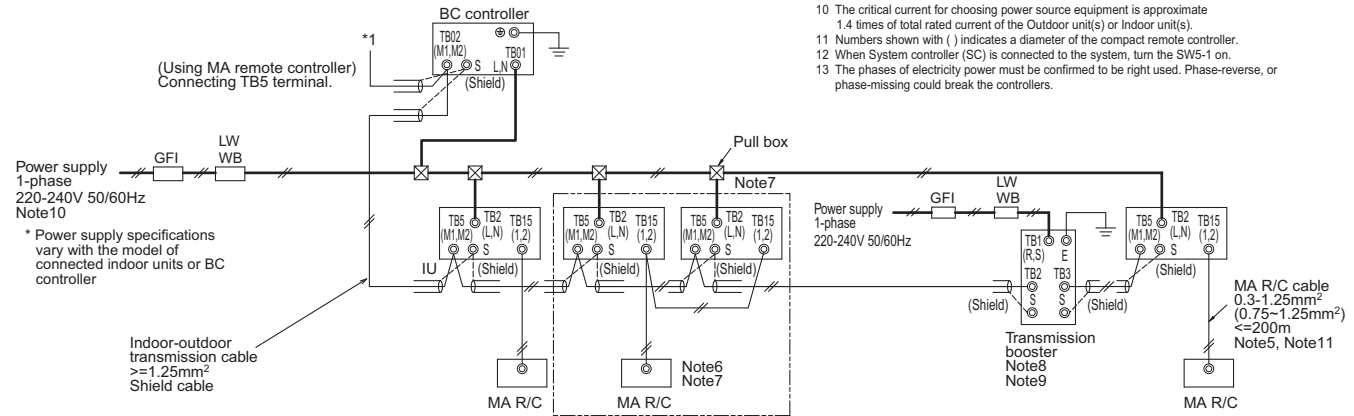 BC controller
*1
TB02
(M1,M2)
S
TB01
L,N
(Shield)
(Using MA remote controller)
Connecting TB5 terminal.
10 The critical current for choosing power source equipment is approximate
1.4 times of total rated current of the Outdoor unit(s) or Indoor unit(s).
11 Numbers shown with ( ) indicates a diameter of the compact remote controller.
12 When System controller (SC) is connected to the system, turn the SW5-1 on.
13 The phases of electricity power must be confirmed to be right used. Phase-reverse, or
phase-missing could break the controllers.
Power supply
1-phase
220-240V 50/60Hz
Note10
GFI
LW
WB
* Power supply specifications
vary with the model of
connected indoor units or BC
controller
Pull box
Note7
IU
TB5
(M1,M2)
TB2
(L,N)
TB15
(1,2)
S
(Shield)
TB5
(M1,M2)
TB2
(L,N)
TB15
(1,2)
S
(Shield)
TB5
(M1,M2)
TB2
(L,N)
TB15
(1,2)
S
(Shield)
Power supply
1-phase
220-240V 50/60Hz
GFI
LW
WB
TB1
(R,S)
E
TB2
S
TB3
S
(Shield)
(Shield)
Transmission
booster
Note8
Note9
TB5
(M1,M2)
TB2
(L,N)
TB15
(1,2)
S
(Shield)
MA R/C cable
0.3-1.25mm²
(0.75~1.25mm²)
<=200m
Note5, Note11
Indoor-outdoor
transmission cable
>=1.25mm²
Shield cable
MA R/C
Note6
Note7
MA R/C
MA R/C